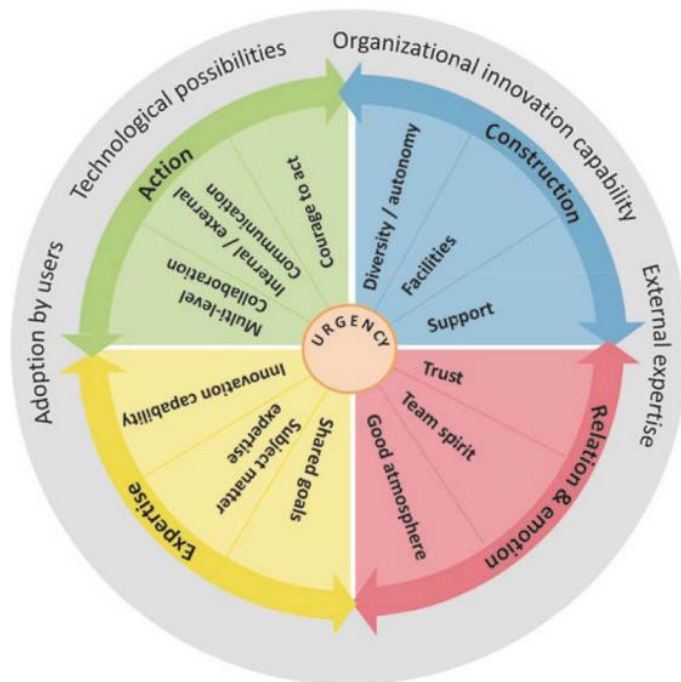 Technological possibilities
Organizational innovation capability
Adoption by users
External expertise
Action
Courage to act
Internal / external
Communication
Multi-level
Collaboration
Construction
Diversity / autonomy
Facilities
Support
URGENCY
Expertise
Innovation capability
Subject matter
expertise
Shared goals
Relation & emotion
Trust
Team spirit
Good atmosphere